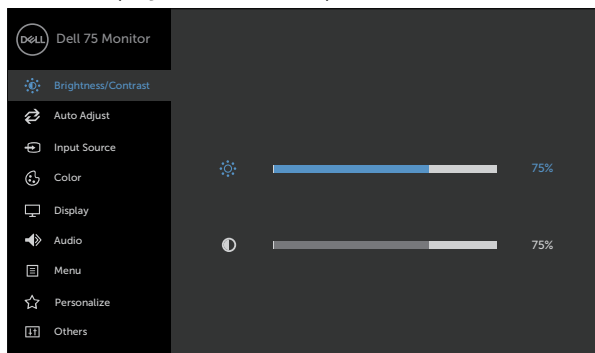 DELL Dell 75 Monitor
Brightness/Contrast
Auto Adjust
Input Source
Color
75%
Display
Audio
75%
Menu
Personalize
Others